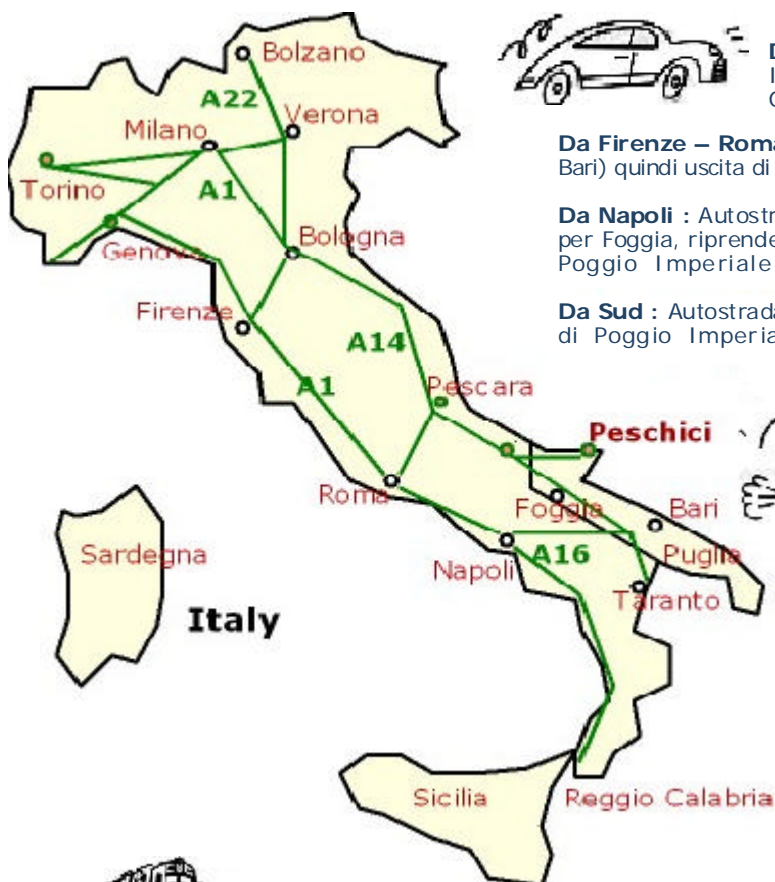 Bolzano
A22
Verona
Milano
Torino
A1
Genova
Bologna
Firenze
A14
A1
Pescara
Peschici
Roma
Foggia
Bari
A16
Puglia
Napoli
Taranto
Sardegna
Italy
Sicilia
Reggio Calabria
Da Firenze – Roma
Bari) quindi uscita di
Da Napoli : Autost
per Foggia, riprende
Poggio Imperiale
Da Sud : Autostrada
di Poggio Imperia